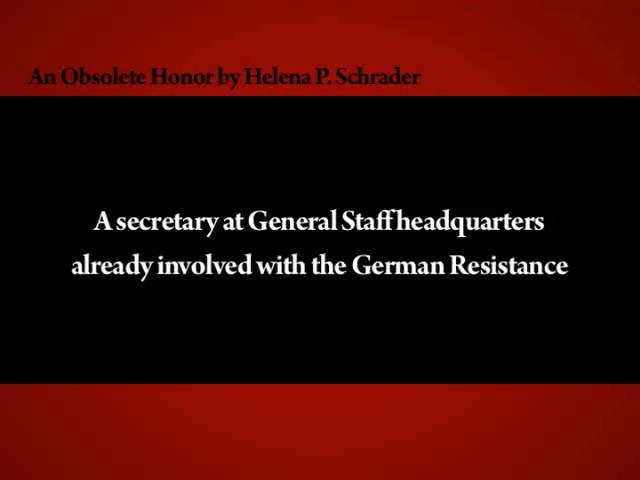 An Obsolete Honor by Helena P. Schrader
A secretary at General Staff headquarters
already involved with the German Resistance